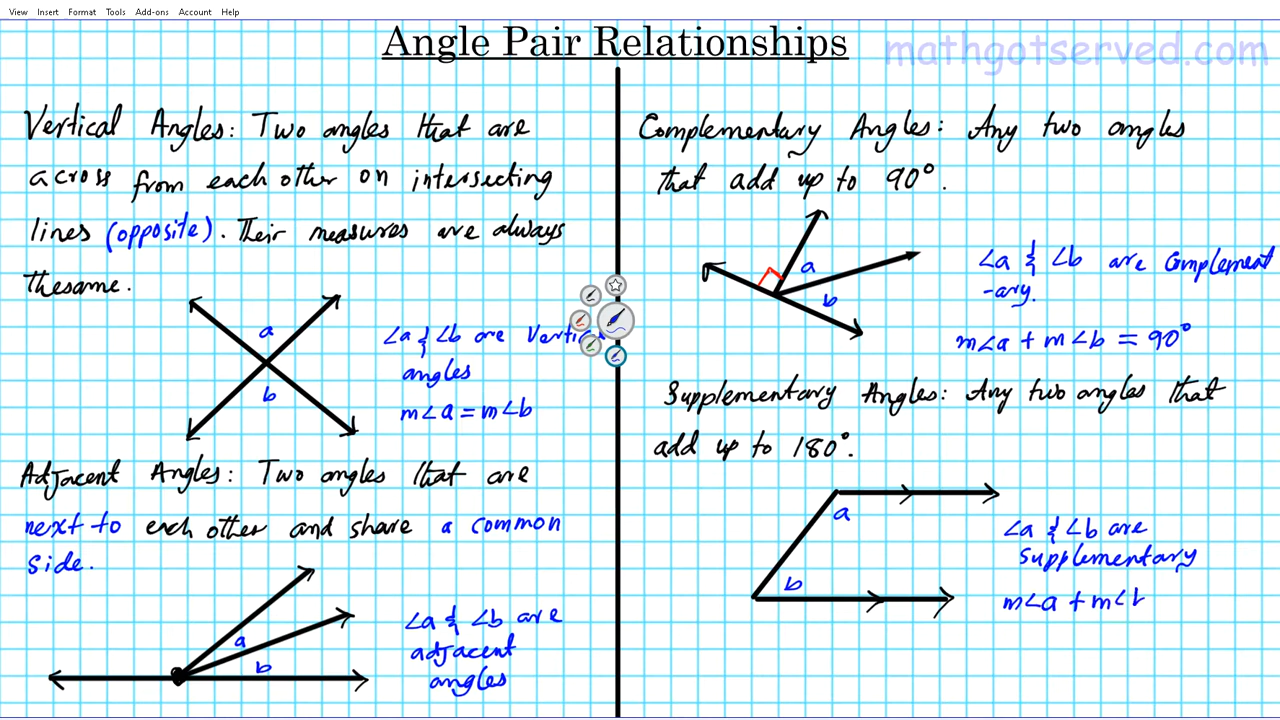 View Insert Format Tools Add-ons Account Help
Angle Pair Relationships
mathgotserved.com
Vertical Angles: Two angles that are
across from each other on intersecting
lines (opposite). Their measures are always
thesame.
a
b
∠a & ∠b are Vertic
angles
m∠a = m∠b
Adjacent Angles: Two angles that are
next to each other and share a common
side.
a
b
∠a & ∠b are
adjacent
angles
Complementary Angles: Any two angles
that add up to 90°.
a
b
∠a & ∠b are Complement
-ary.
m∠a + m∠b = 90°
Supplementary Angles: Any two angles that
add up to 180°.
a
b
∠a & ∠b are
supplementary
m∠a + m∠b